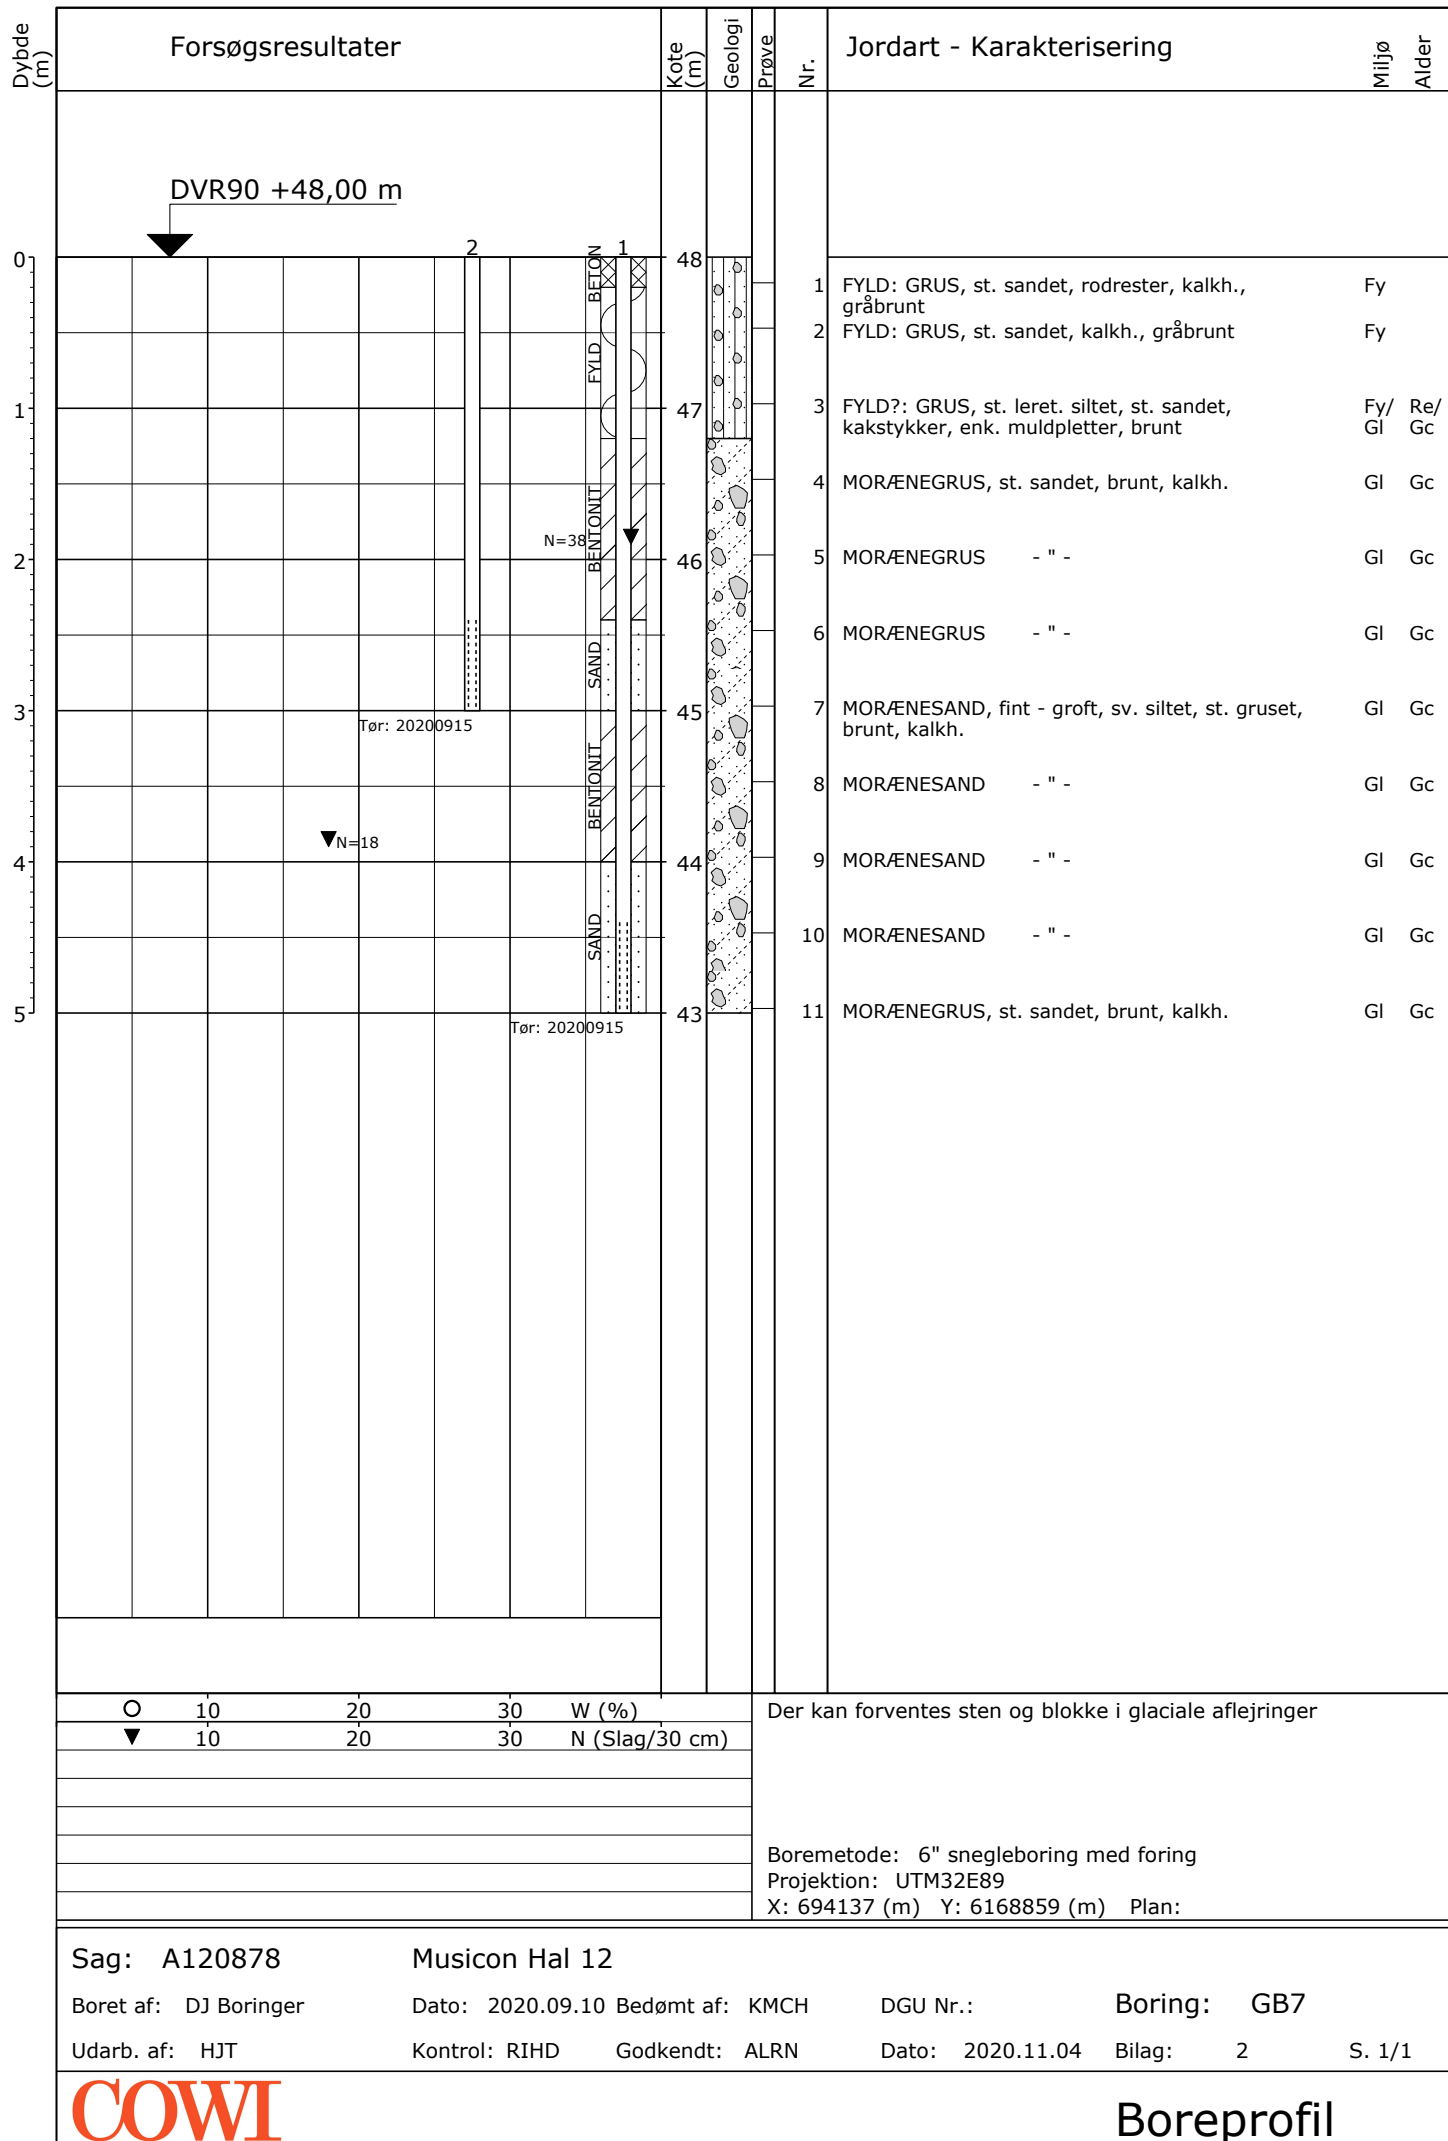 Dybde
(m)
Forsøgsresultater
Kote
(m)
Geologi
Prøve
Nr.
Jordart - Karakterisering
Miljø
Alder
DVR90 +48,00 m
2
1
0
1
2
3
4
5
BETON
FYLD
BENTONIT
SAND
BENTONIT
SAND
N=38
Tør: 20200915
N=18
Tør: 20200915
48
47
46
45
44
43
1 FYLD: GRUS, st. sandet, rodrester, kalkh., Fy
gråbrunt
2 FYLD: GRUS, st. sandet, kalkh., gråbrunt Fy
3 FYLD?: GRUS, st. leret. siltet, st. sandet, Fy/ Re/
kakstykker, enk. muldpletter, brunt Gl Gc
4 MORÆNEGRUS, st. sandet, brunt, kalkh. Gl Gc
5 MORÆNEGRUS - " - Gl Gc
6 MORÆNEGRUS - " - Gl Gc
7 MORÆNESAND, fint - groft, sv. siltet, st. gruset, Gl Gc
brunt, kalkh.
8 MORÆNESAND - " - Gl Gc
9 MORÆNESAND - " - Gl Gc
10 MORÆNESAND - " - Gl Gc
11 MORÆNEGRUS, st. sandet, brunt, kalkh. Gl Gc
10 20 30 W (%)
10 20 30 N (Slag/30 cm)
Der kan forventes sten og blokke i glaciale aflejringer
Boremetode: 6" snegleboring med foring
Projektion: UTM32E89
X: 694137 (m) Y: 6168859 (m) Plan:
Sag: A120878 Musicon Hal 12
Boret af: DJ Boringer Dato: 2020.09.10 Bedømt af: KMCH DGU Nr.: Boring: GB7
Udarb. af: HJT Kontrol: RIHD Godkendt: ALRN Dato: 2020.11.04 Bilag: 2 S. 1/1
COWI
Boreprofil